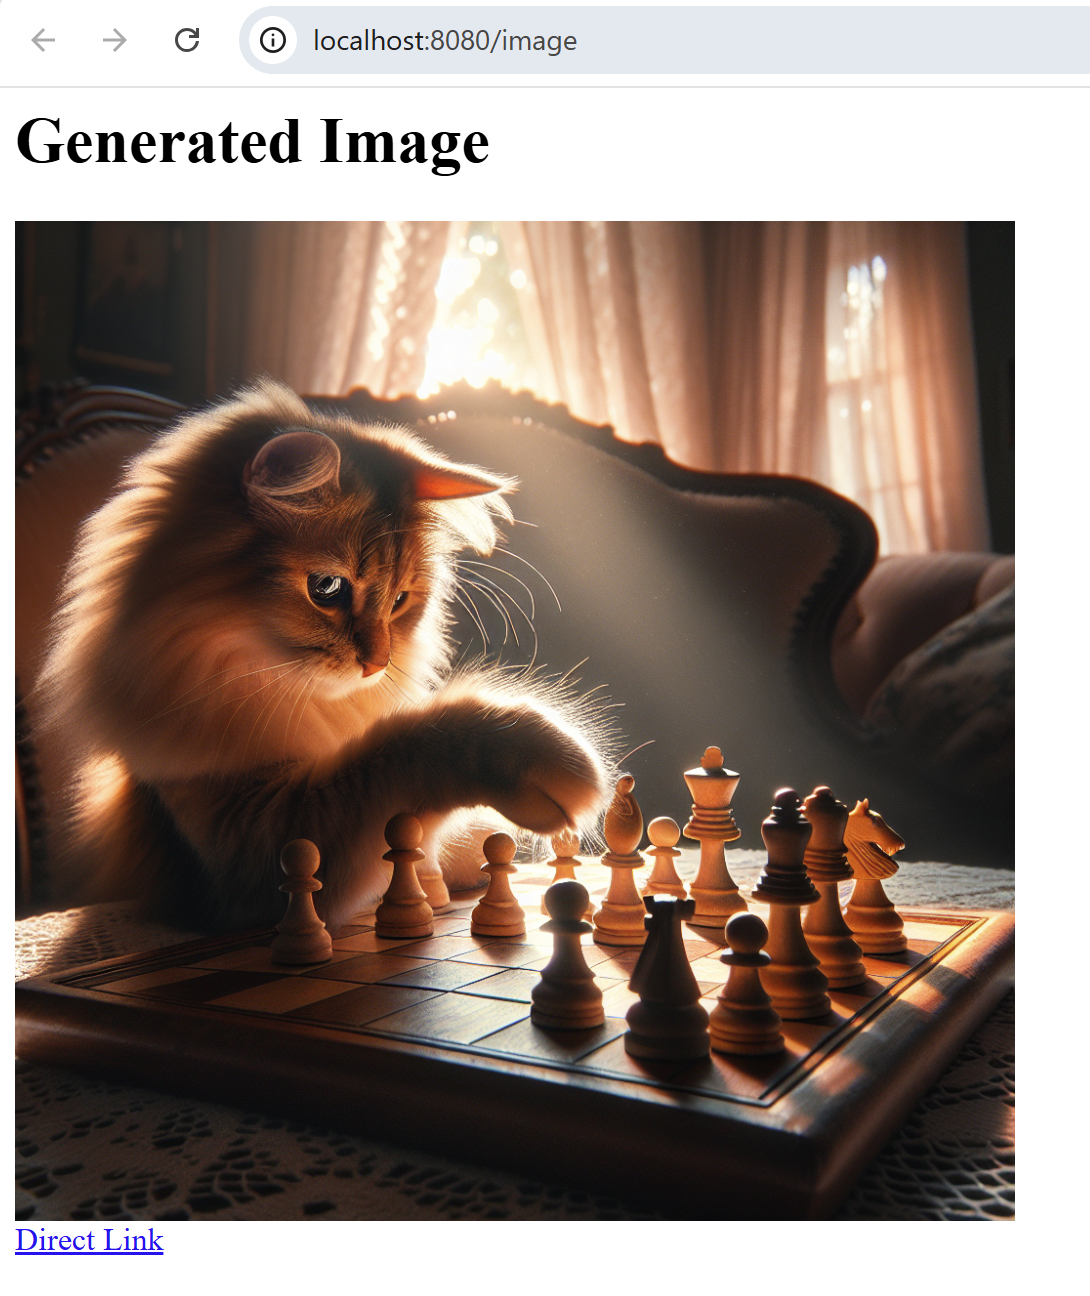 localhost:8080/image
Generated Image
Direct Link